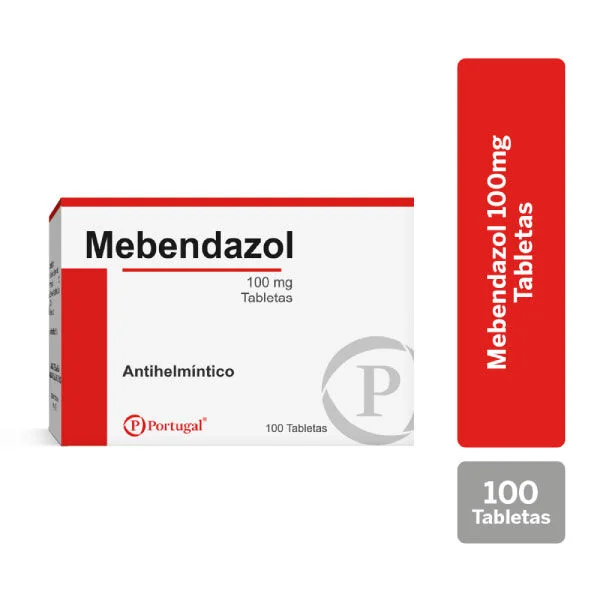 Mebendazol
100 mg
Tabletas
Antihelmíntico
P Portugal®
100 Tabletas
P
Mebendazol 100mg
Tabletas
100
Tabletas